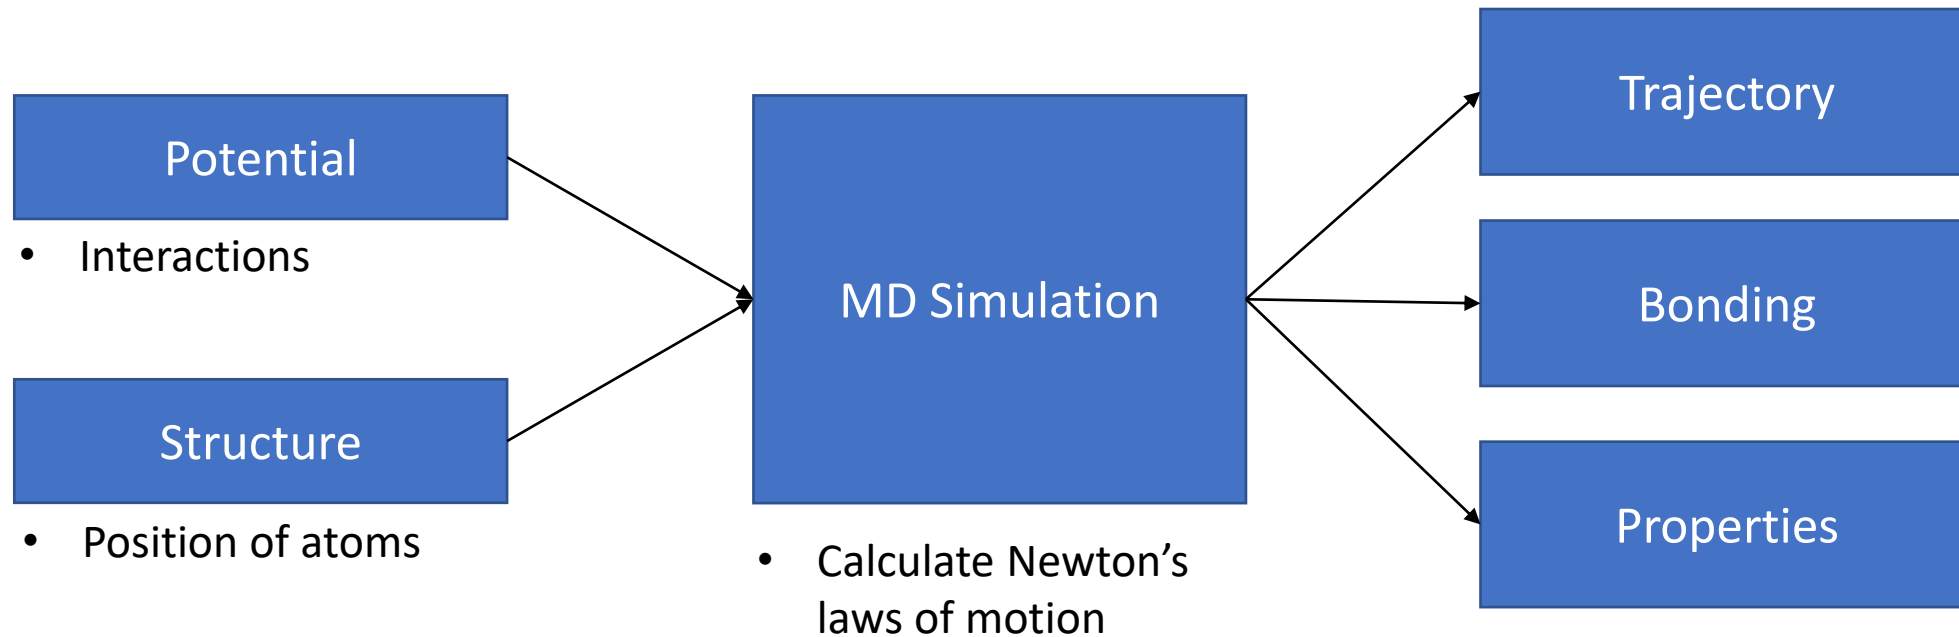 Potential
• Interactions
Structure
• Position of atoms
MD Simulation
• Calculate Newton’s
laws of motion
Trajectory
Bonding
Properties